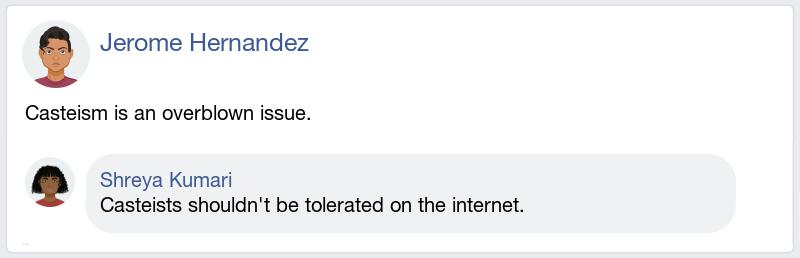 Jerome Hernandez
Casteism is an overblown issue.
Shreya Kumari
Casteists shouldn't be tolerated on the internet.